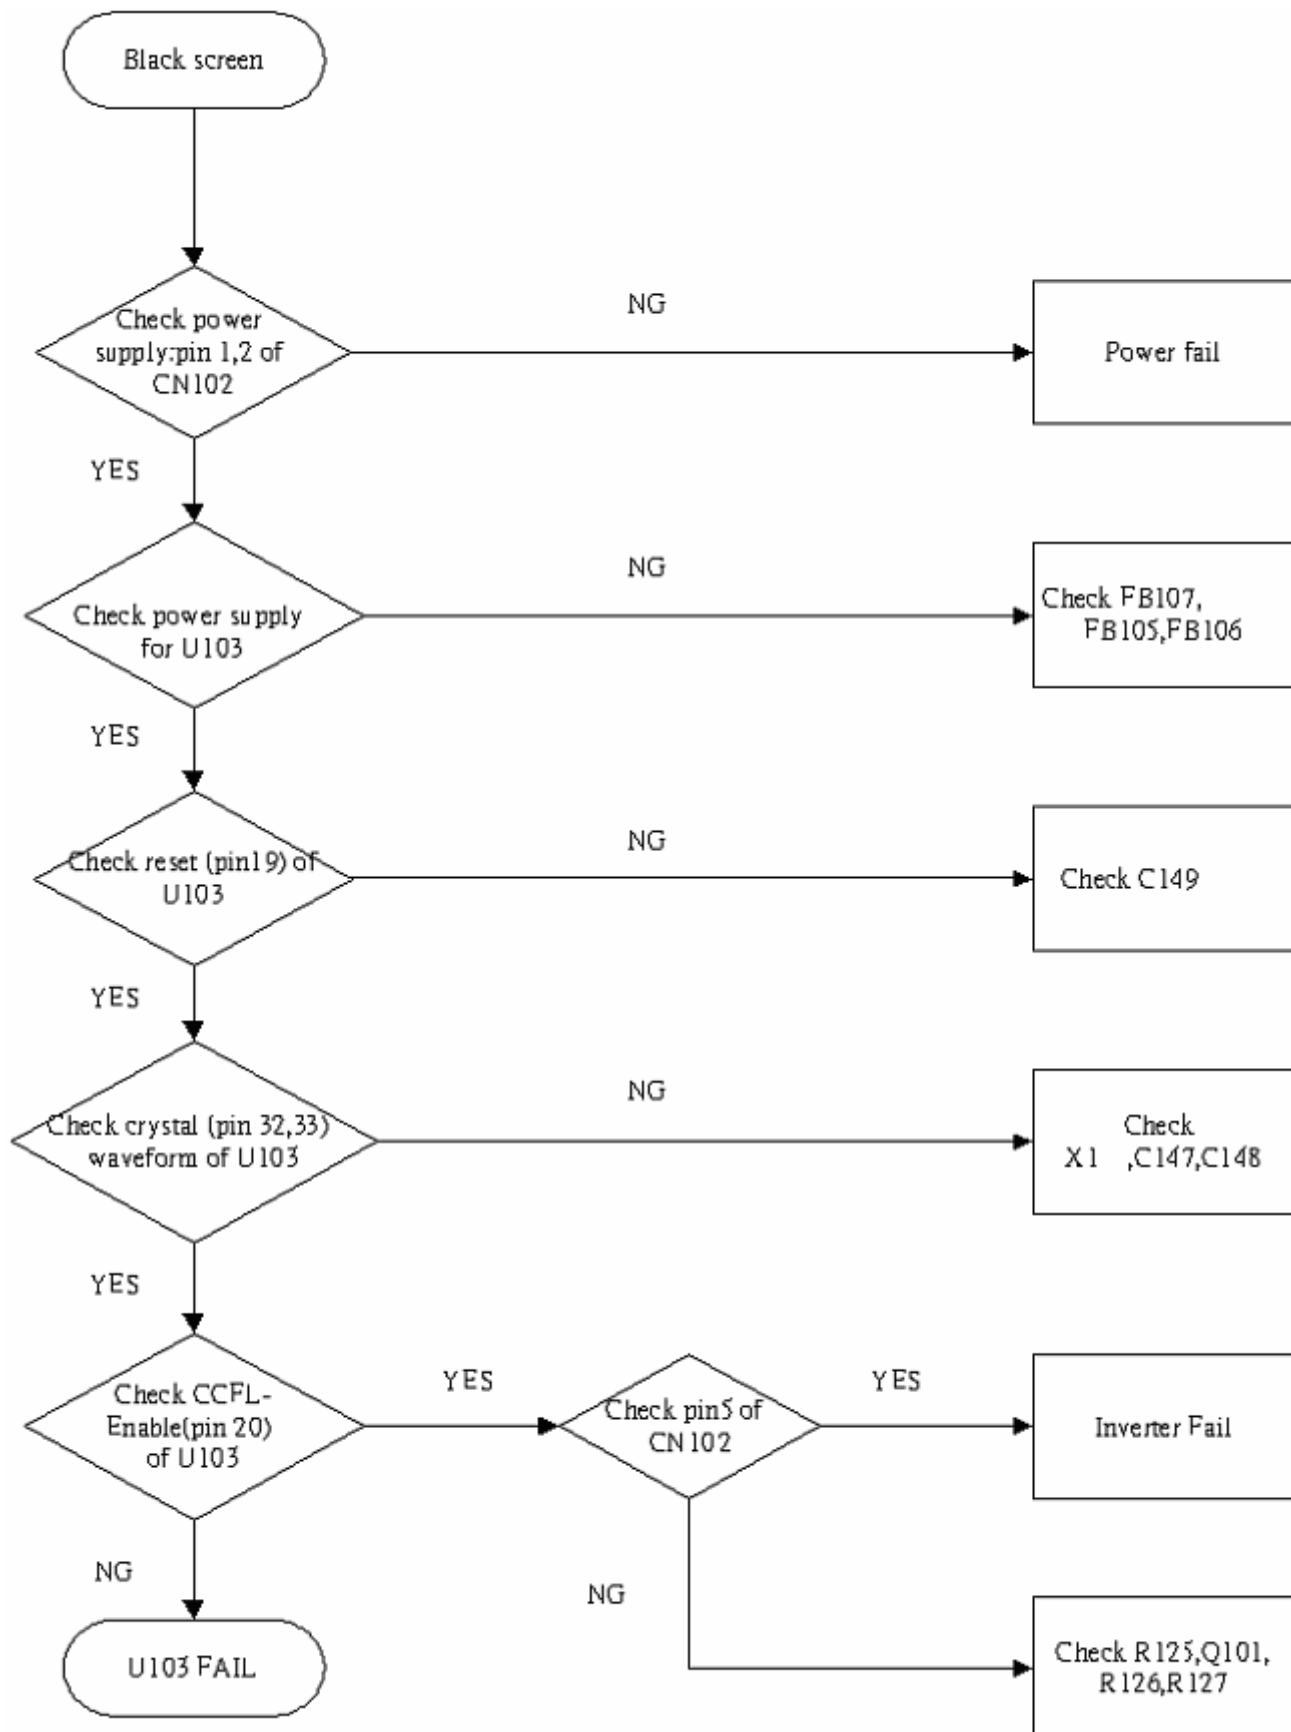 Black screen
NG
Check power
supply:pin 1,2 of
CN102
Power fail
YES
NG
Check power supply
for U103
Check FB107,
FB105,FB106
YES
NG
Check reset (pin19) of
U103
Check C149
YES
NG
Check crystal (pin 32,33)
waveform of U103
Check
X1 ,C147,C148
YES
Check CCFL-
Enable(pin 20)
of U103
YES
Check pin5 of
CN102
YES
Inverter Fail
NG
NG
U103 FAIL
Check R125,Q101,
R126,R127